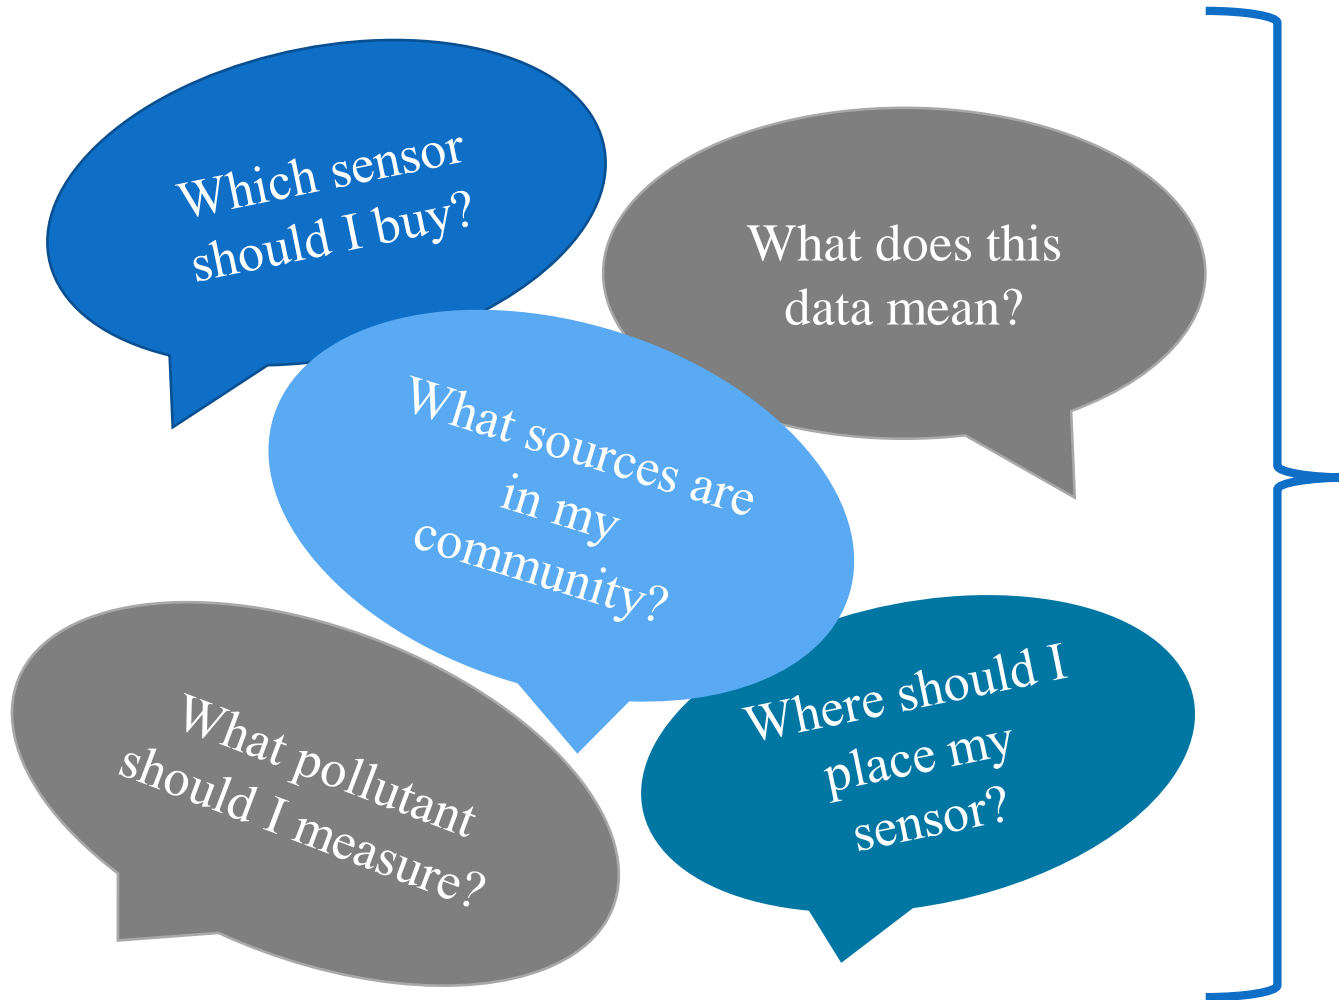 Which sensor
should I buy?
What does this
data mean?
What sources are
in my
community?
What pollutant
should I measure?
Where should I
place my
sensor?